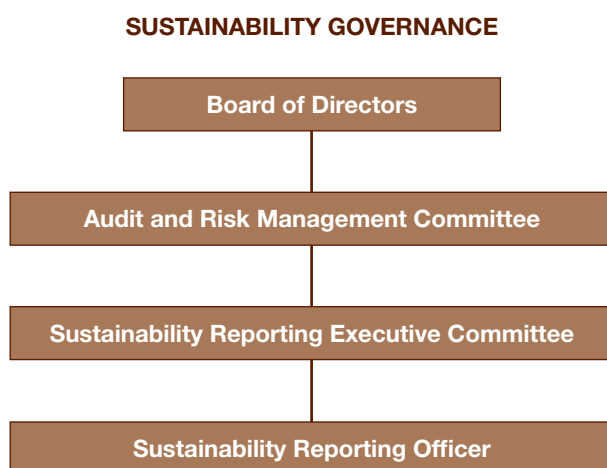 SUSTAINABILITY GOVERNANCE
Board of Directors
Audit and Risk Management Committee
Sustainability Reporting Executive Committee
Sustainability Reporting Officer